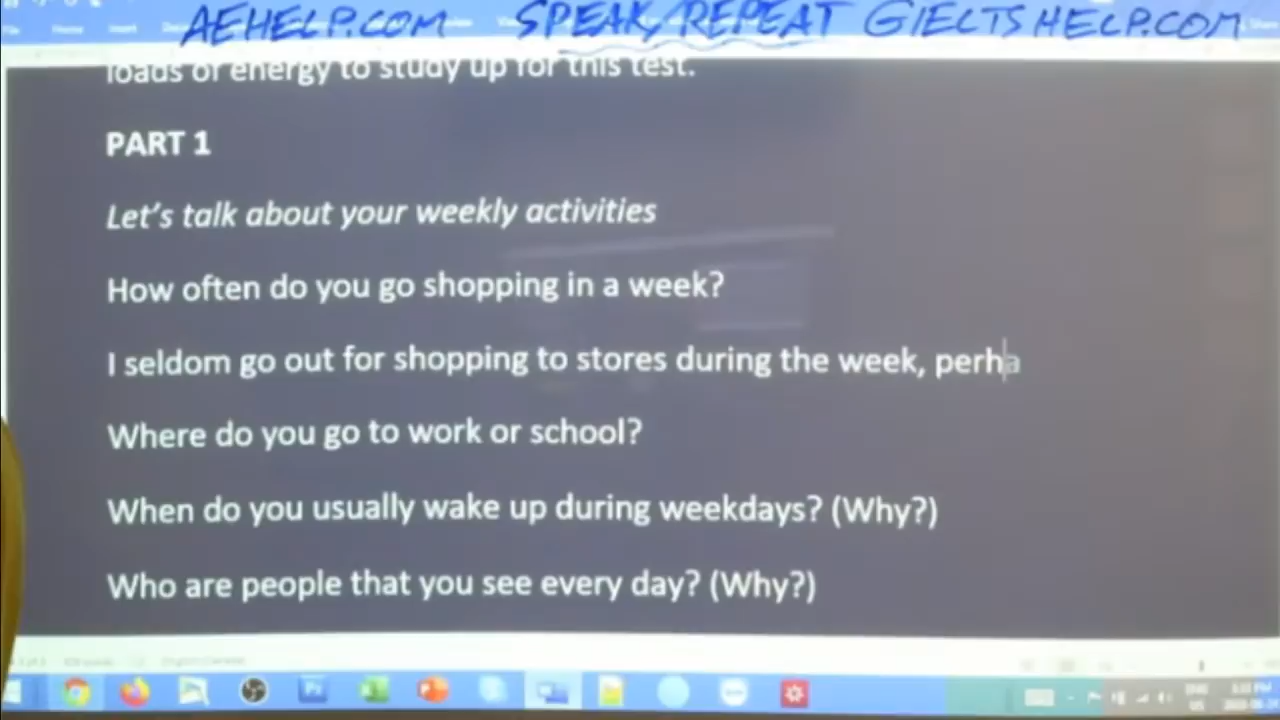 AEHELP.COM SPEAK/REPEAT GIELTSHELP.COM
loads of energy to study up for this test.
PART 1
Let's talk about your weekly activities
How often do you go shopping in a week?
I seldom go out for shopping to stores during the week, perha
Where do you go to work or school?
When do you usually wake up during weekdays? (Why?)
Who are people that you see every day? (Why?)